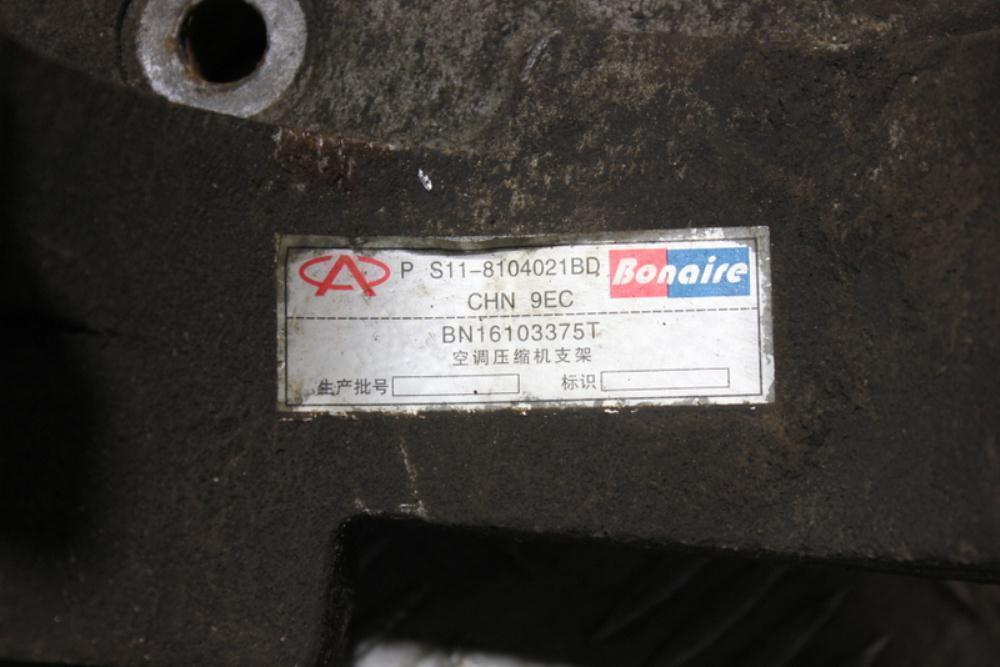 P S11-8104021BD Bonaire
CHN 9EC
BN16103375T
空调压缩机支架
生产批号 标识